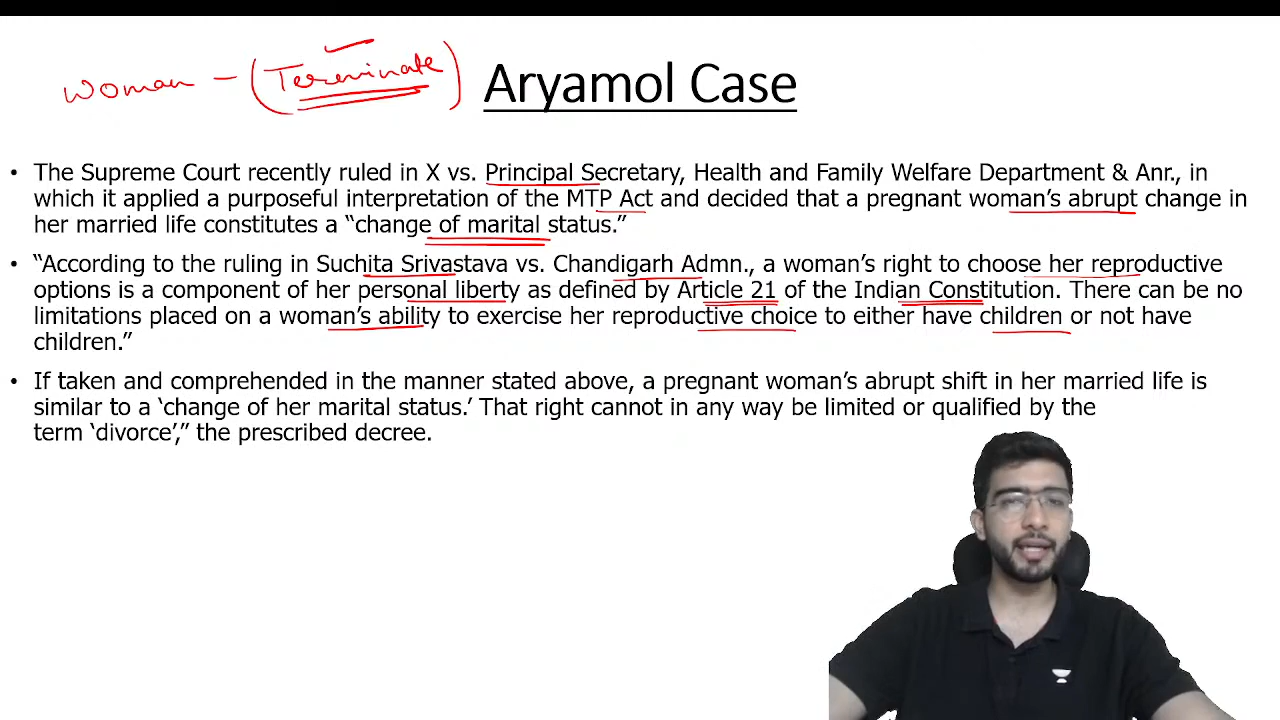 woman - (Terminate)
Aryamol Case
• The Supreme Court recently ruled in X vs. Principal Secretary, Health and Family Welfare Department & Anr., in
which it applied a purposeful interpretation of the MTP Act and decided that a pregnant woman’s abrupt change in
her married life constitutes a “change of marital status.”
• “According to the ruling in Suchita Srivastava vs. Chandigarh Admn., a woman’s right to choose her reproductive
options is a component of her personal liberty as defined by Article 21 of the Indian Constitution. There can be no
limitations placed on a woman’s ability to exercise her reproductive choice to either have children or not have
children.”
• If taken and comprehended in the manner stated above, a pregnant woman’s abrupt shift in her married life is
similar to a ‘change of her marital status.’ That right cannot in any way be limited or qualified by the
term ‘divorce’,” the prescribed decree.